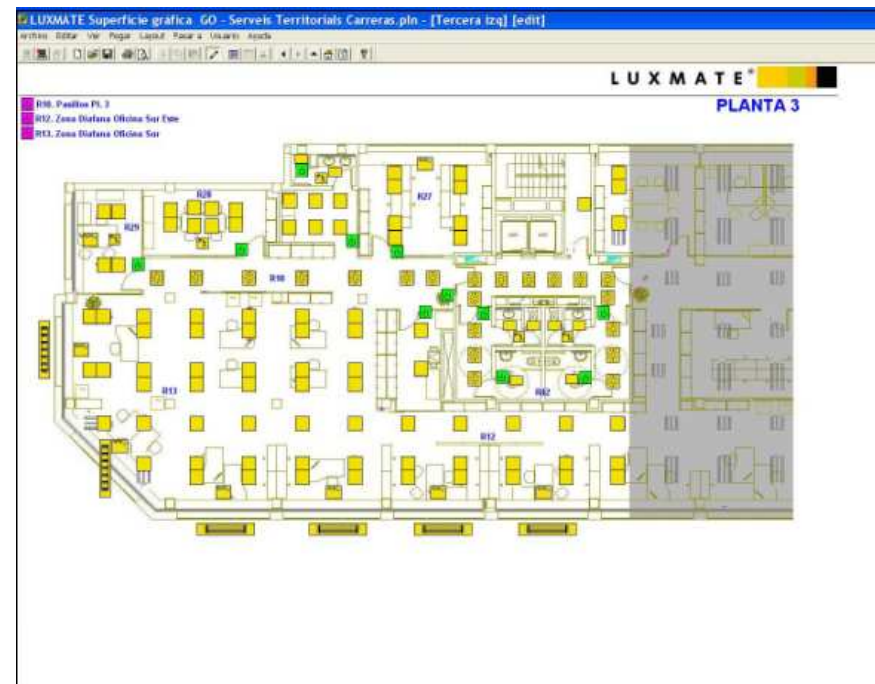 LUXMATE Superficie gráfica GO - Serveis Territorials Carreras.pln - [Tercera izq] [edit]
Archivo Editar Ver Pegar Layout Pasar a Usuario Ayuda
LUXMATE®
PLANTA 3
R10. Pasillos Pl. 3
R12. Zona Diafana Oficina Sur Este
R13. Zona Diafana Oficina Sur
R28
R27
R29
R10
R13
R42
R12